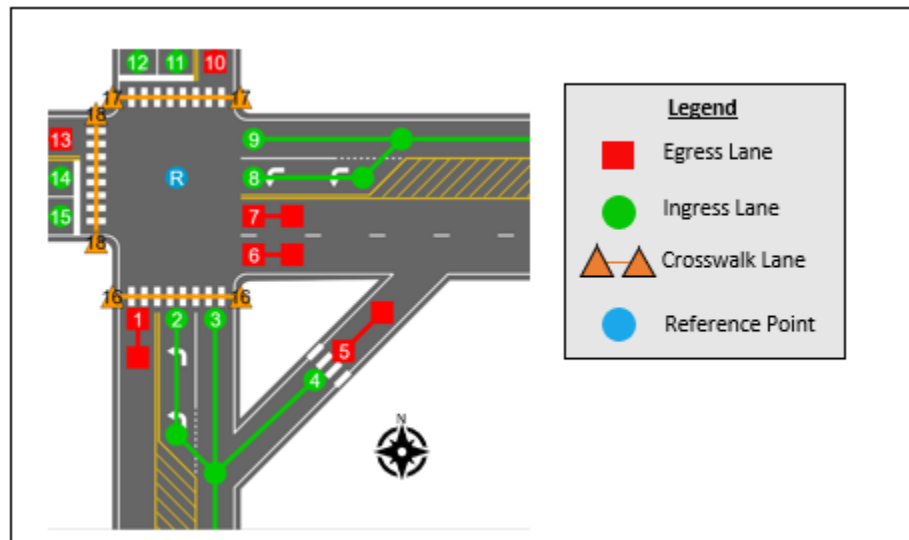 12 11 10
17 17
18
13
9
Legend
Egress Lane
14
R
8
15
7
Ingress Lane
18
6
Crosswalk Lane
16 16
1 2 3
Reference Point
5
4
N